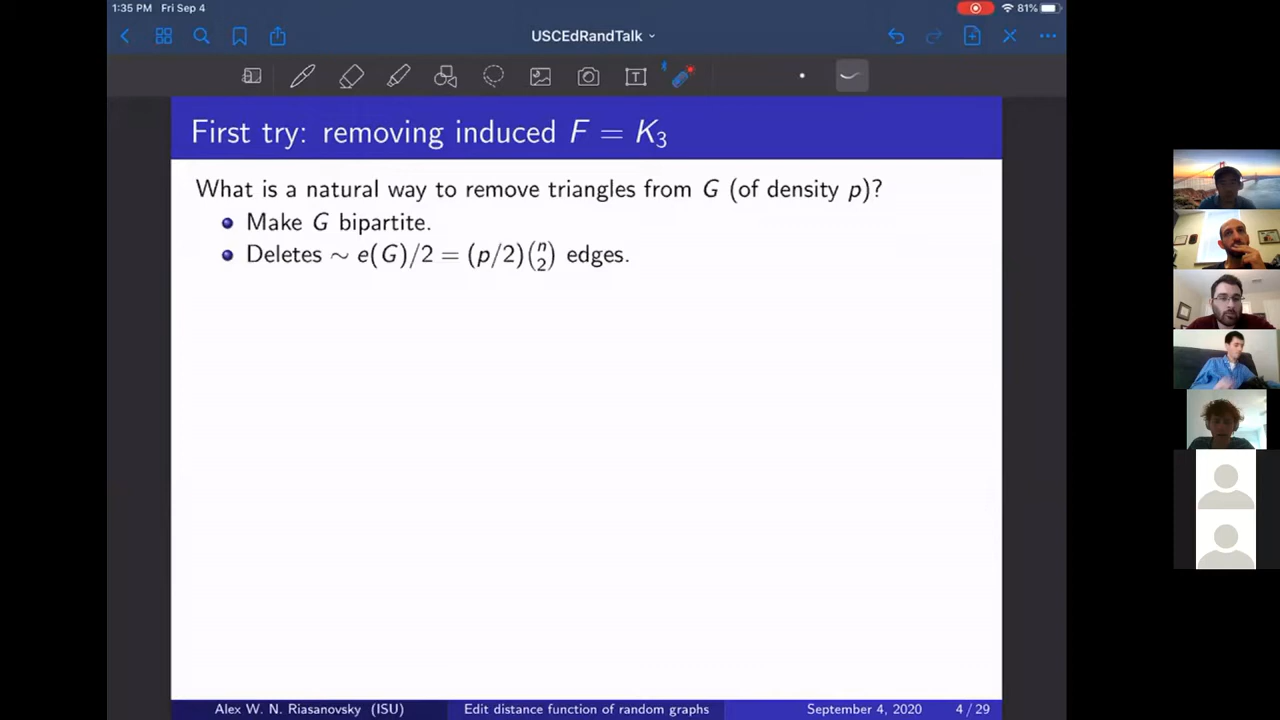 1:35 PM Fri Sep 4
81%
USCEdRandTalk
T
First try: removing induced F = K₃
What is a natural way to remove triangles from G (of density p)?
Make G bipartite.
Deletes ∼ e(G)/2 = (p/2)(n 2) edges.
Alex W. N. Riasanovsky (ISU) Edit distance function of random graphs September 4, 2020 4 / 29